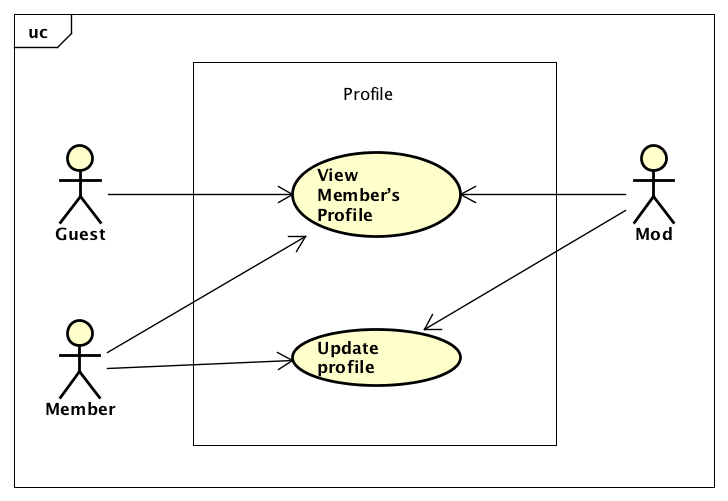 uc
Profile
View
Member's
Profile
Guest
Mod
Update
profile
Member